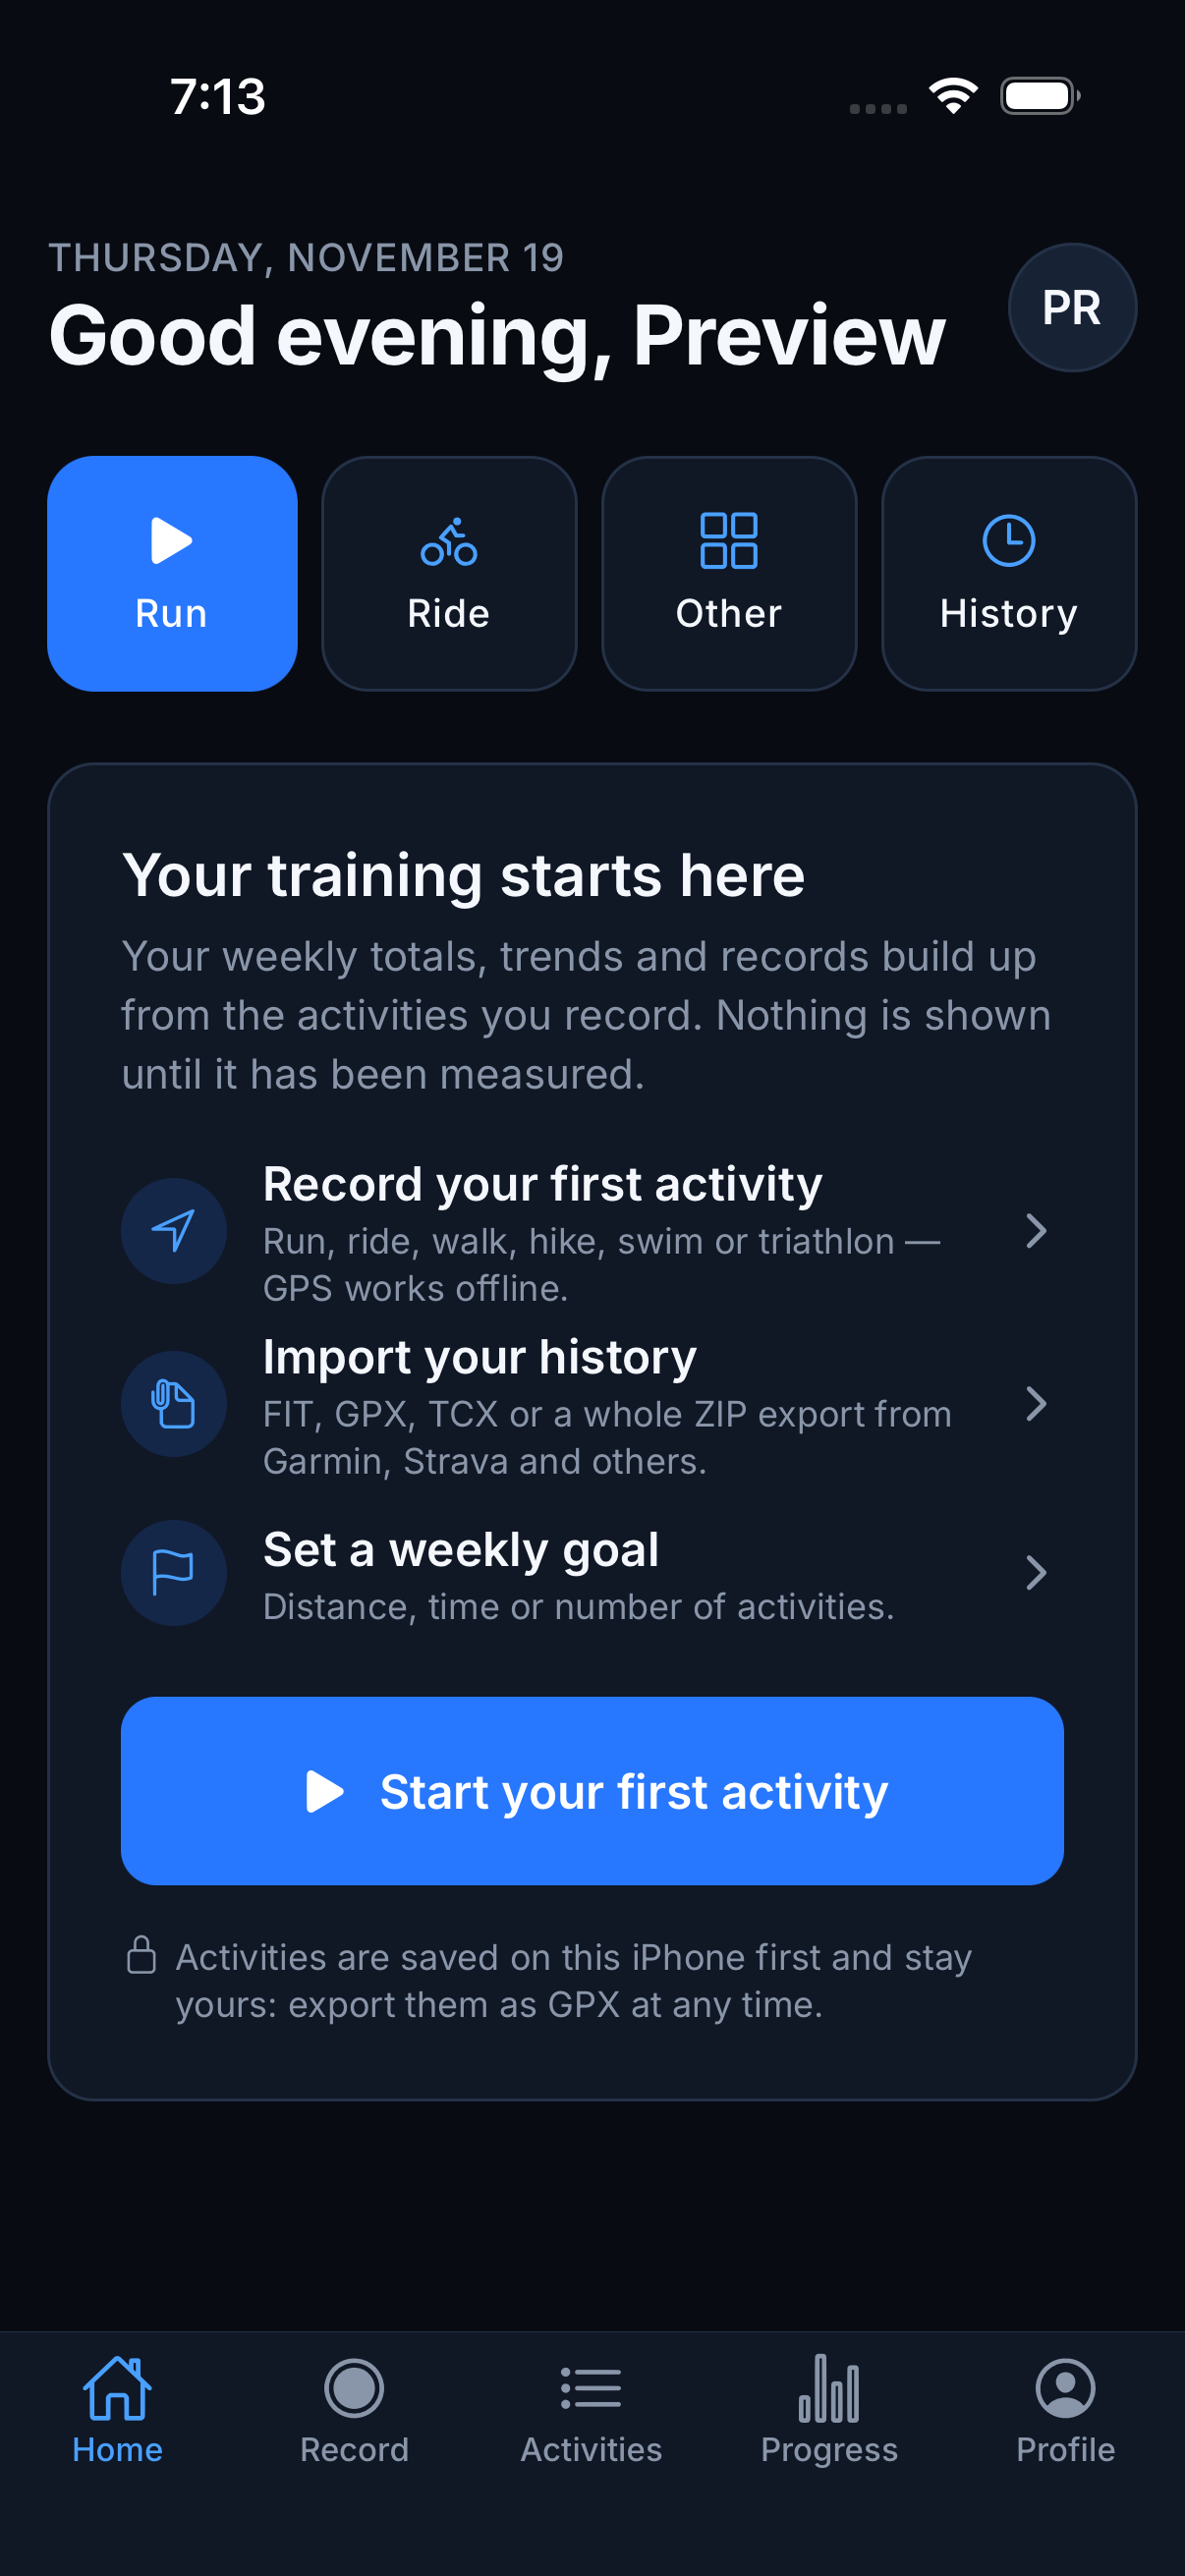 7:13
THURSDAY, NOVEMBER 19
Good evening, Preview
PR
Run
Ride
Other
History
Your training starts here
Your weekly totals, trends and records build up
from the activities you record. Nothing is shown
until it has been measured.
Record your first activity
Run, ride, walk, hike, swim or triathlon —
GPS works offline.
Import your history
FIT, GPX, TCX or a whole ZIP export from
Garmin, Strava and others.
Set a weekly goal
Distance, time or number of activities.
Start your first activity
Activities are saved on this iPhone first and stay
yours: export them as GPX at any time.
Home
Record
Activities
Progress
Profile